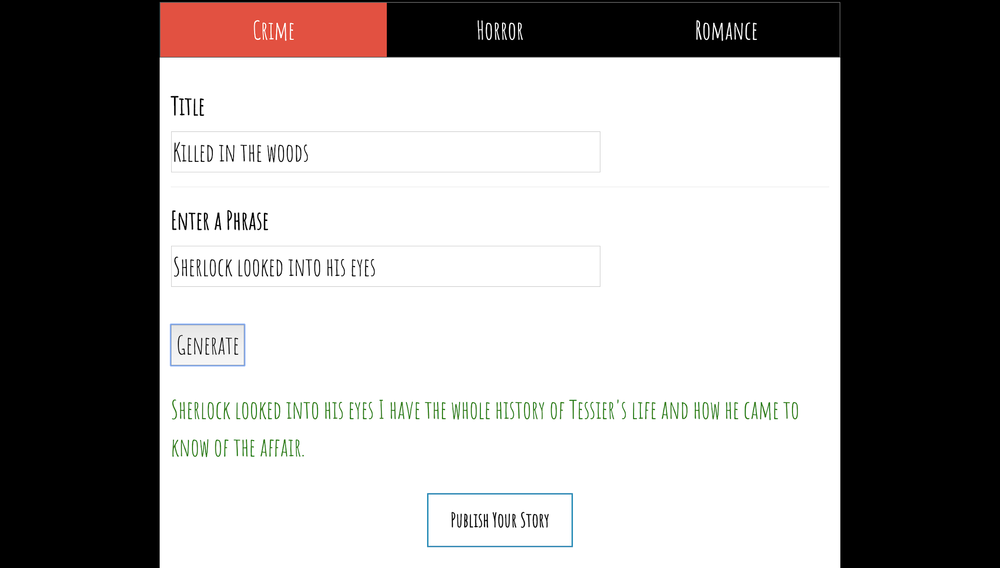 Crime
Horror
Romance
Title
Killed in the woods
Enter a Phrase
Sherlock looked into his eyes
Generate
Sherlock looked into his eyes I have the whole history of Tessier's life and how he came to
know of the affair.
Publish Your Story